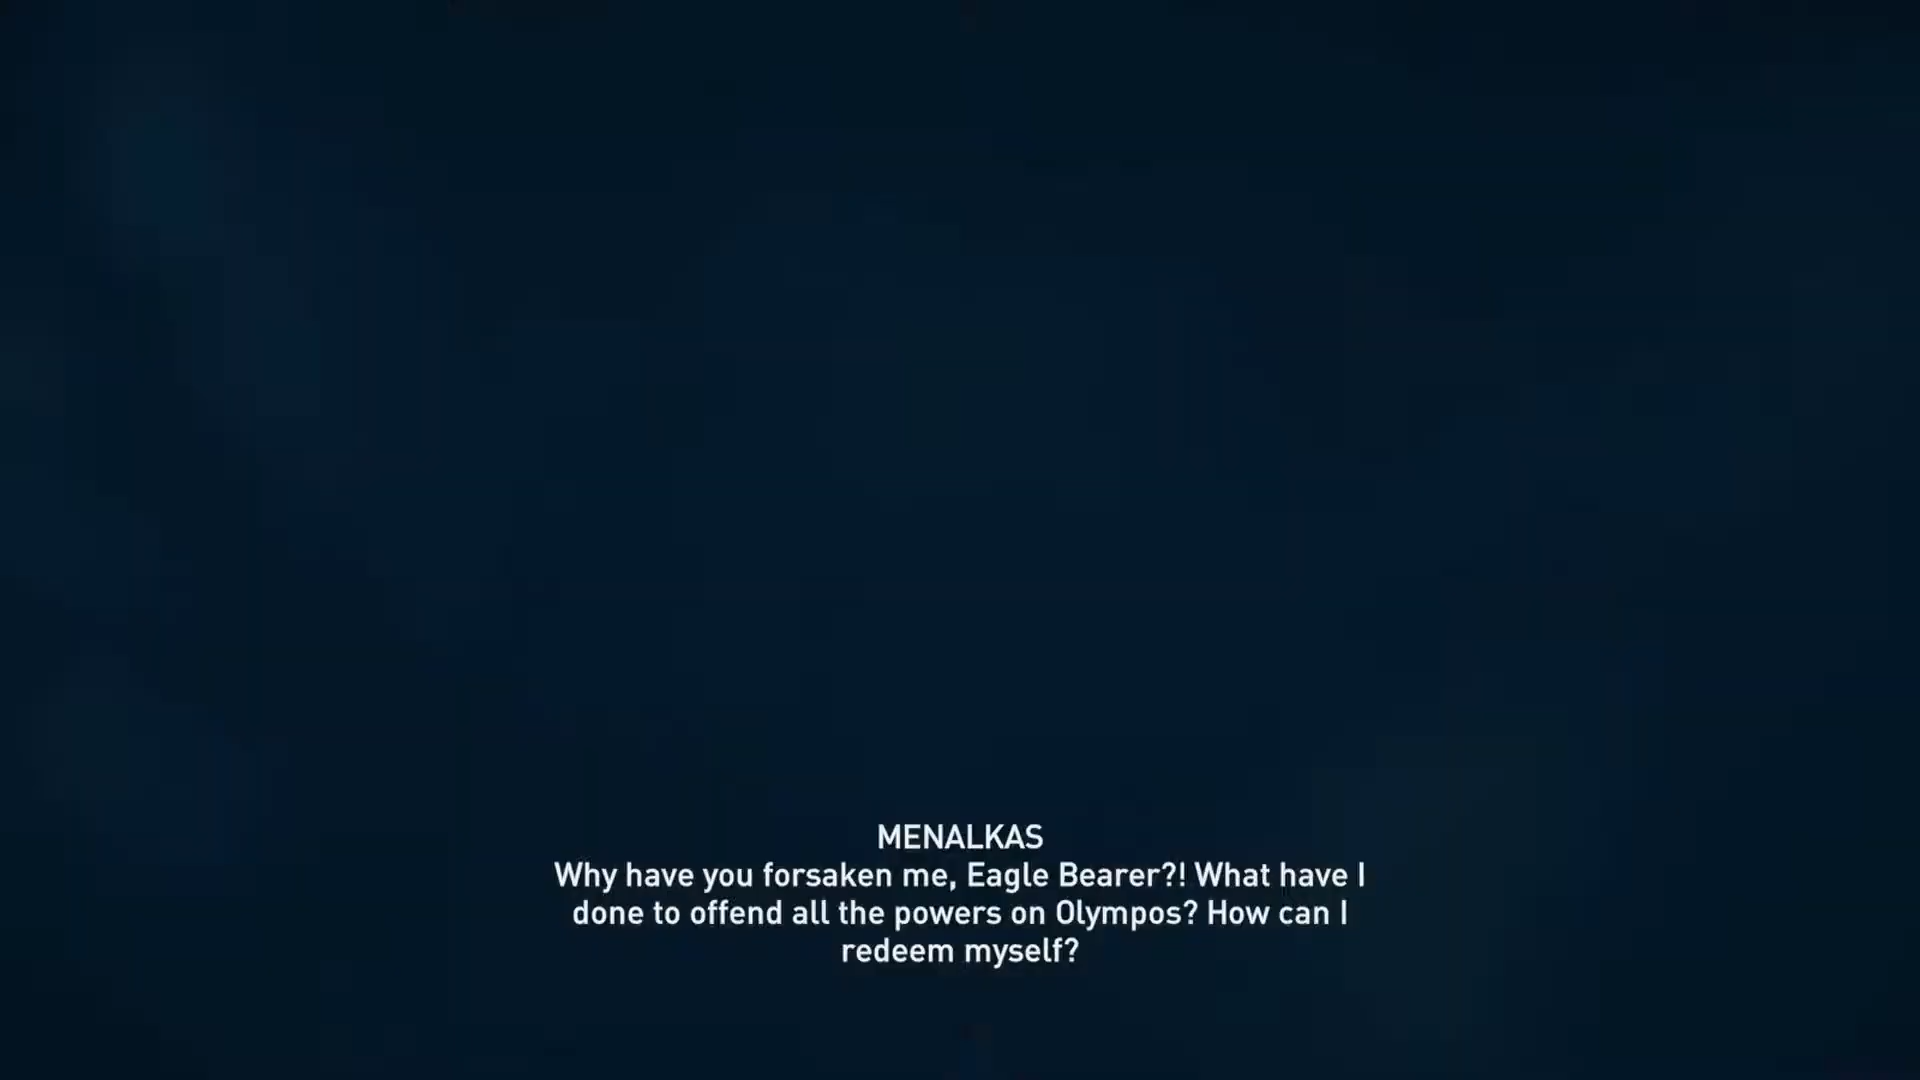 MENALKAS
Why have you forsaken me, Eagle Bearer?! What have I
done to offend all the powers on Olympos? How can I
redeem myself?